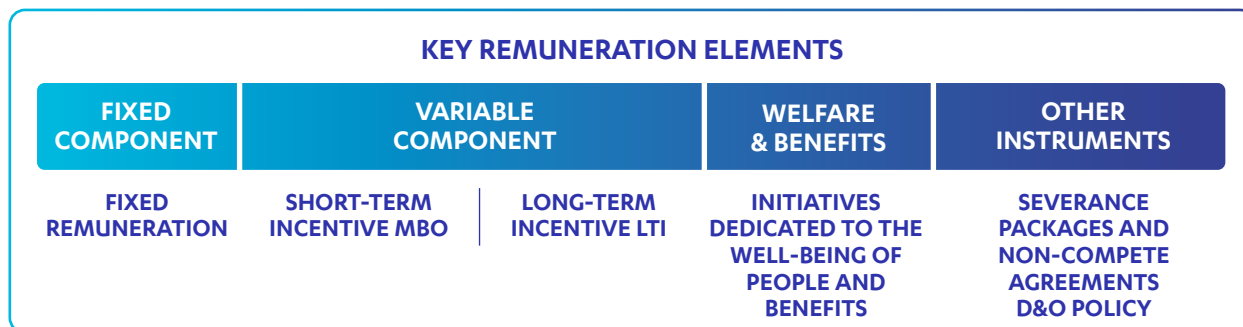 KEY REMUNERATION ELEMENTS
FIXED
COMPONENT
VARIABLE
COMPONENT
WELFARE
& BENEFITS
OTHER
INSTRUMENTS
FIXED
REMUNERATION
SHORT-TERM
INCENTIVE MBO
LONG-TERM
INCENTIVE LTI
INITIATIVES
DEDICATED TO THE
WELL-BEING OF
PEOPLE AND
BENEFITS
SEVERANCE
PACKAGES AND
NON-COMPETE
AGREEMENTS
D&O POLICY